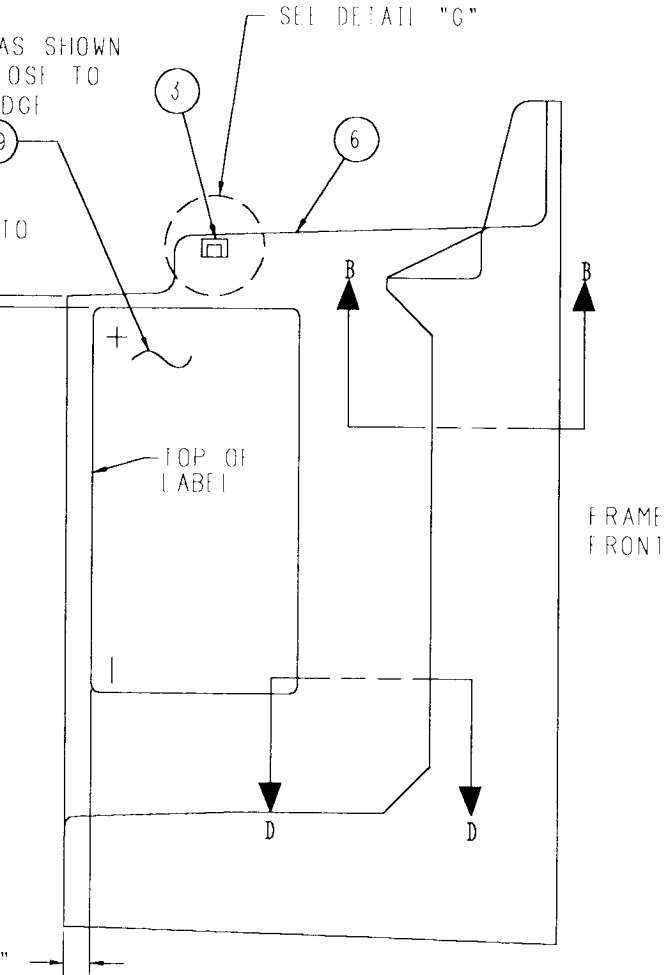 SEE DETAIL "G"
AS SHOWN
OSE TO
DGE
3
9
6
TO
B
B
+
TOP OF
LABEL
FRAME
FRONT
D
D
"